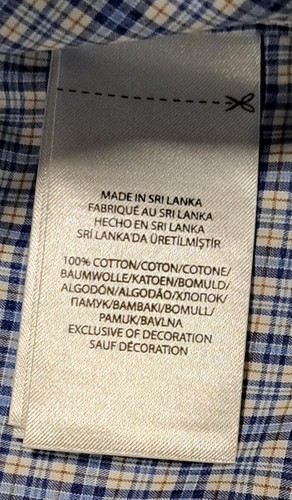 MADE IN SRI LANKA
FABRIQUÉ AU SRI LANKA
HECHO EN SRI LANKA
SRİ LANKA'DA ÜRETİLMİŞTİR
100% COTTON/COTON/COTONE/
BAUMWOLLE/KATOEN/BOMULD/
ALGODÓN/ALGODÃO/ХЛОПОК/
ПАМУК/ΒΑΜΒΑΚΙ/BOMULL/
PAMUK/BAVLNA
EXCLUSIVE OF DECORATION
SAUF DÉCORATION